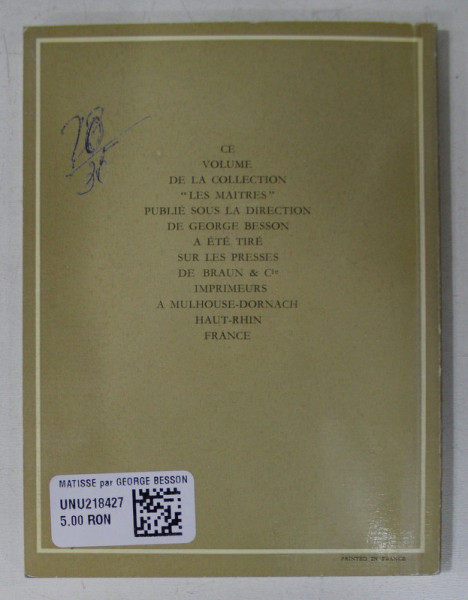 CE
VOLUME
DE LA COLLECTION
"LES MAITRES"
PUBLIÉ SOUS LA DIRECTION
DE GEORGE BESSON
A ÉTÉ TIRÉ
SUR LES PRESSES
DE BRAUN & Cie
IMPRIMEURS
A MULHOUSE-DORNACH
HAUT-RHIN
FRANCE
MATISSE par GEORGE BESSON
UNU218427
5.00 RON
PRINTED IN FRANCE